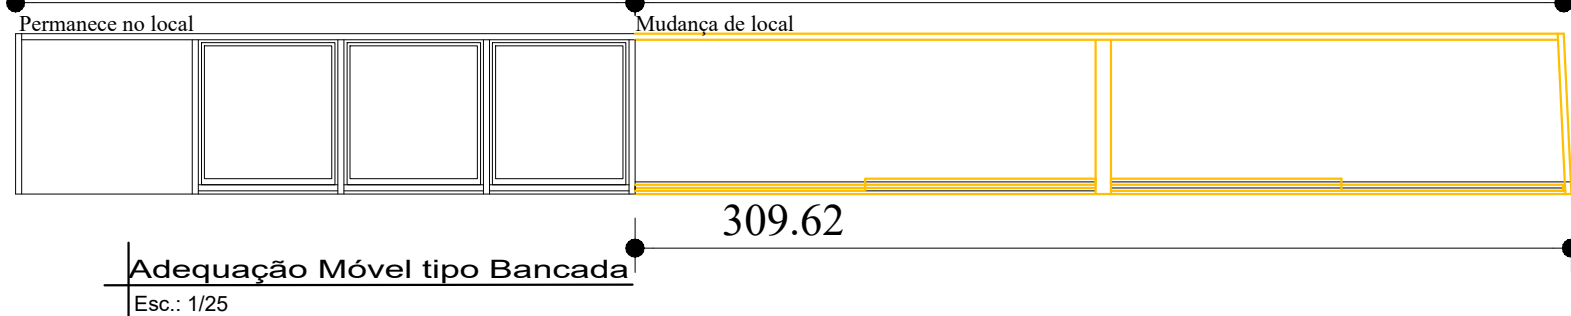 Permanece no local
Mudança de local
309.62
Adequação Móvel tipo Bancada
Esc.: 1/25